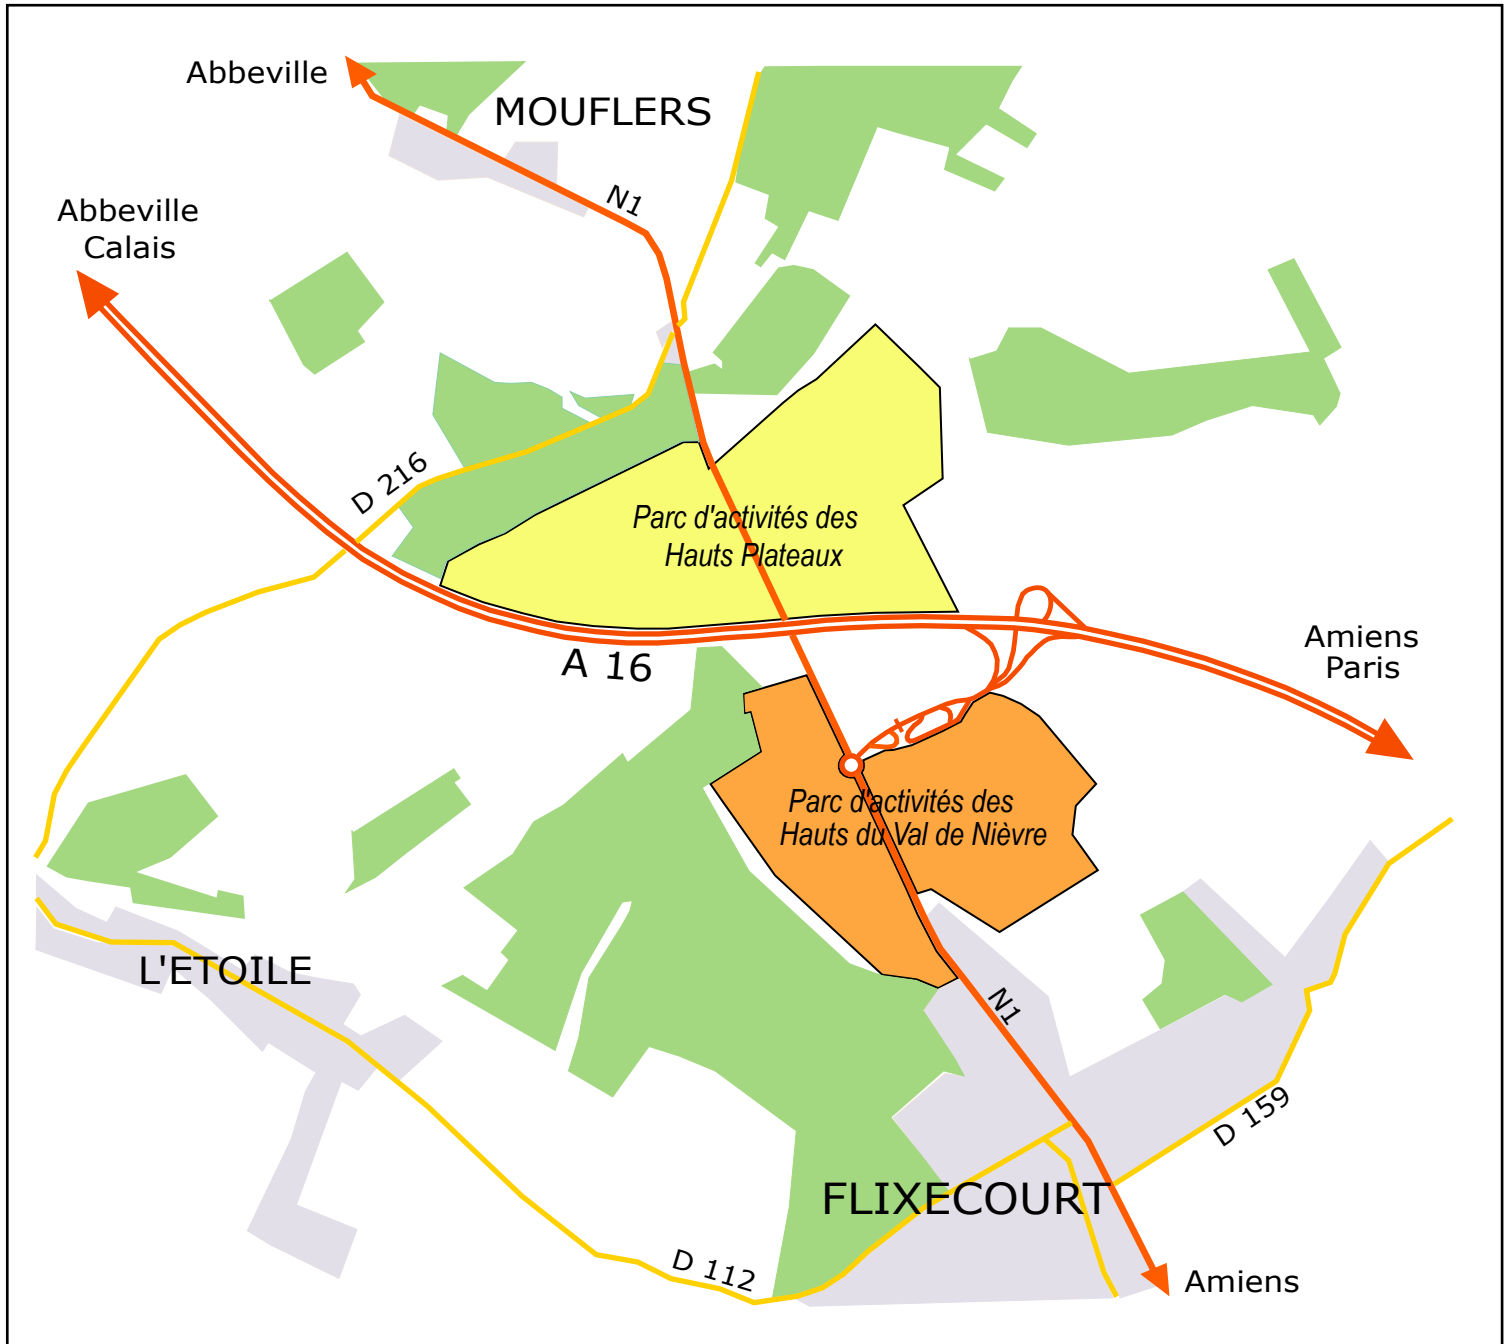 Abbeville
MOUFLERS
N1
Abbeville
Calais
D 216
Parc d'activités des
Hauts Plateaux
A 16
Amiens
Paris
Parc d'activités des
Hauts du Val de Nièvre
L'ETOILE
N1
D 159
FLIXECOURT
D 112
Amiens